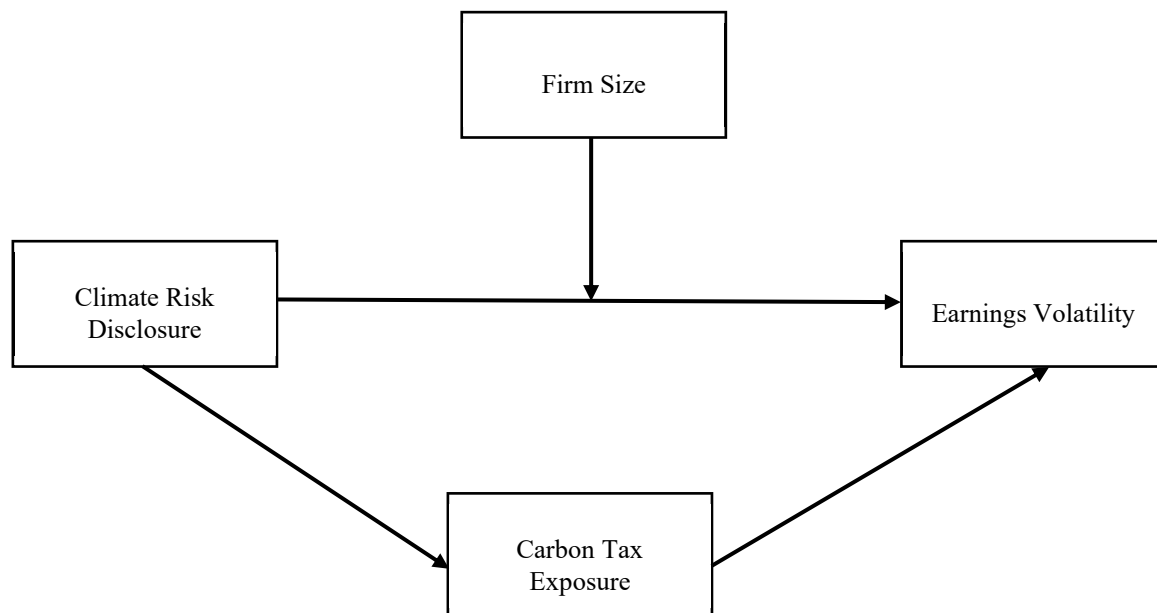 Firm Size
Climate Risk
Disclosure
Earnings Volatility
Carbon Tax
Exposure